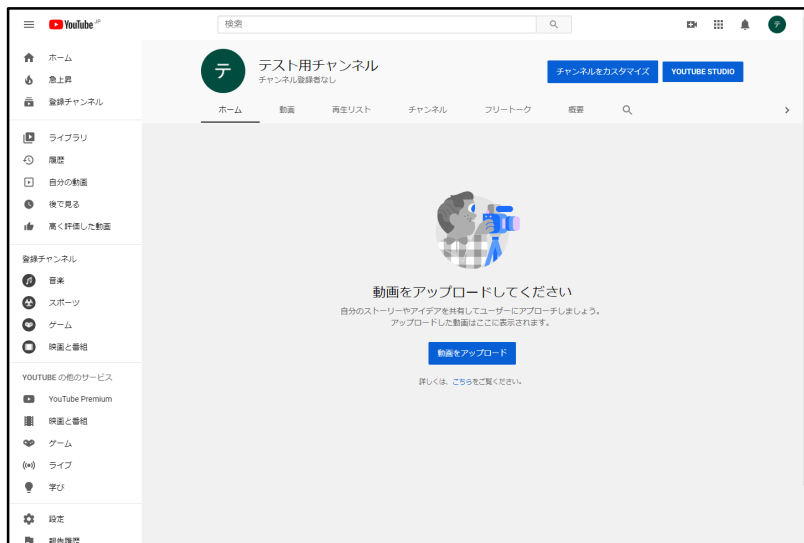 YouTube JP
検索
テ
ホーム
急上昇
登録チャンネル
ライブラリ
履歴
自分の動画
後で見る
高く評価した動画
登録チャンネル
音楽
スポーツ
ゲーム
映画と番組
YOUTUBE の他のサービス
YouTube Premium
映画と番組
ゲーム
ライブ
学び
設定
報告履歴
テ
テスト用チャンネル
チャンネル登録者なし
チャンネルをカスタマイズ
YOUTUBE STUDIO
ホーム 動画 再生リスト チャンネル フリートーク 概要
動画をアップロードしてください
自分のストーリーやアイデアを共有してユーザーにアプローチしましょう。
アップロードした動画はここに表示されます。
動画をアップロード
詳しくは、こちらをご覧ください。